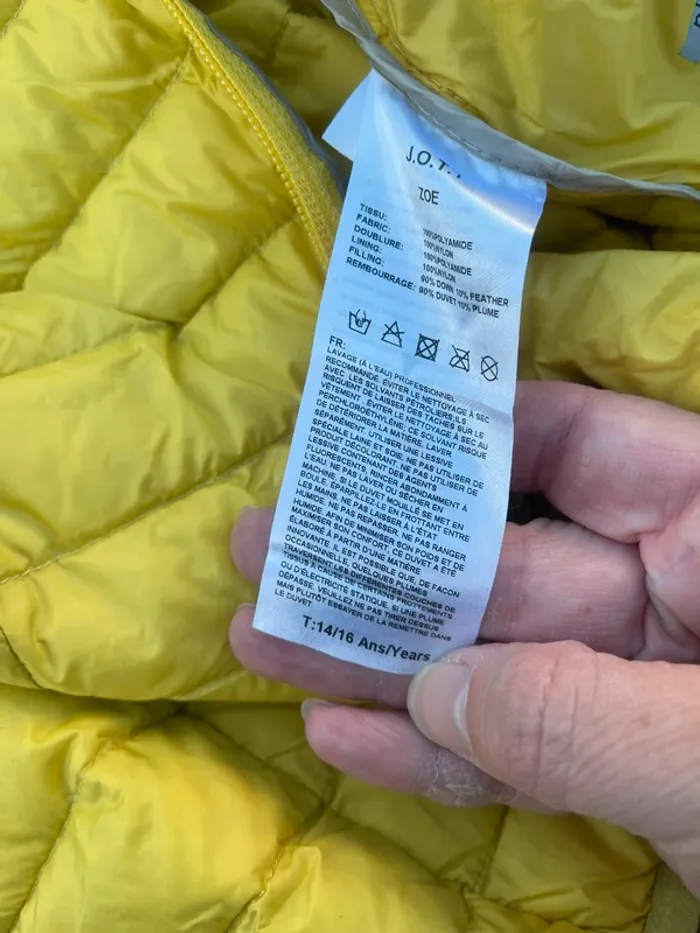 J.O.T.T
ZOE
TISSU: 100%POLYAMIDE
FABRIC: 100%NYLON
DOUBLURE: 100%POLYAMIDE
LINING: 100%NYLON
FILLING: 90% DOWN 10% FEATHER
REMBOURRAGE: 90% DUVET 10% PLUME
FR:
LAVAGE (À L'EAU) PROFESSIONNEL
RECOMMANDÉ. ÉVITER LE NETTOYAGE À SEC
AVEC LES SOLVANTS PÉTROLIERS, ILS
RISQUENT DE LAISSER DES TACHES SUR LE
VÊTEMENT. ÉVITER LE NETTOYAGE À SEC AU
PERCHLOROÉTHYLÈNE, CE SOLVANT RISQUE
DE DÉTÉRIORER LA MATIÈRE. LAVER
SÉPARÉMENT. UTILISER UNE LESSIVE
SPÉCIALE LAINE ET SOIE. NE PAS UTILISER DE
PRODUIT DÉCOLORANT. NE PAS UTILISER DE
LESSIVE CONTENANT DES AGENTS
FLUORESCENTS, RINCER ABONDAMMENT À
L'EAU. NE PAS LAVER OU SÉCHER EN
MACHINE. SI LE DUVET MOUILLÉ SE MET EN
BOULE, ÉPARPILLEZ LE EN FROTTANT ENTRE
LES MAINS. NE PAS LAISSER À L'ÉTAT
HUMIDE. NE PAS REPASSER. NE PAS RANGER
HUMIDE. AFIN DE MINIMISER SON POIDS ET DE
MAXIMISER SON CONFORT, CE DUVET A ÉTÉ
ÉLABORÉ À PARTIR D'UNE MATIÈRE
INNOVANTE. IL EST POSSIBLE QUE, DE FAÇON
OCCASIONNELLE, QUELQUES PLUMES
TRAVERSENT LES DIFFÉRENTES COUCHES DE
TISSUS À CAUSE DE CERTAINS FROTTEMENTS
OU D'ÉLECTRICITÉ STATIQUE. SI UNE PLUME
DÉPASSE, VEUILLEZ NE PAS TIRER DESSUS
MAIS PLUTÔT ESSAYER DE LA REMETTRE DANS
LE DUVET.
T:14/16 Ans/Years